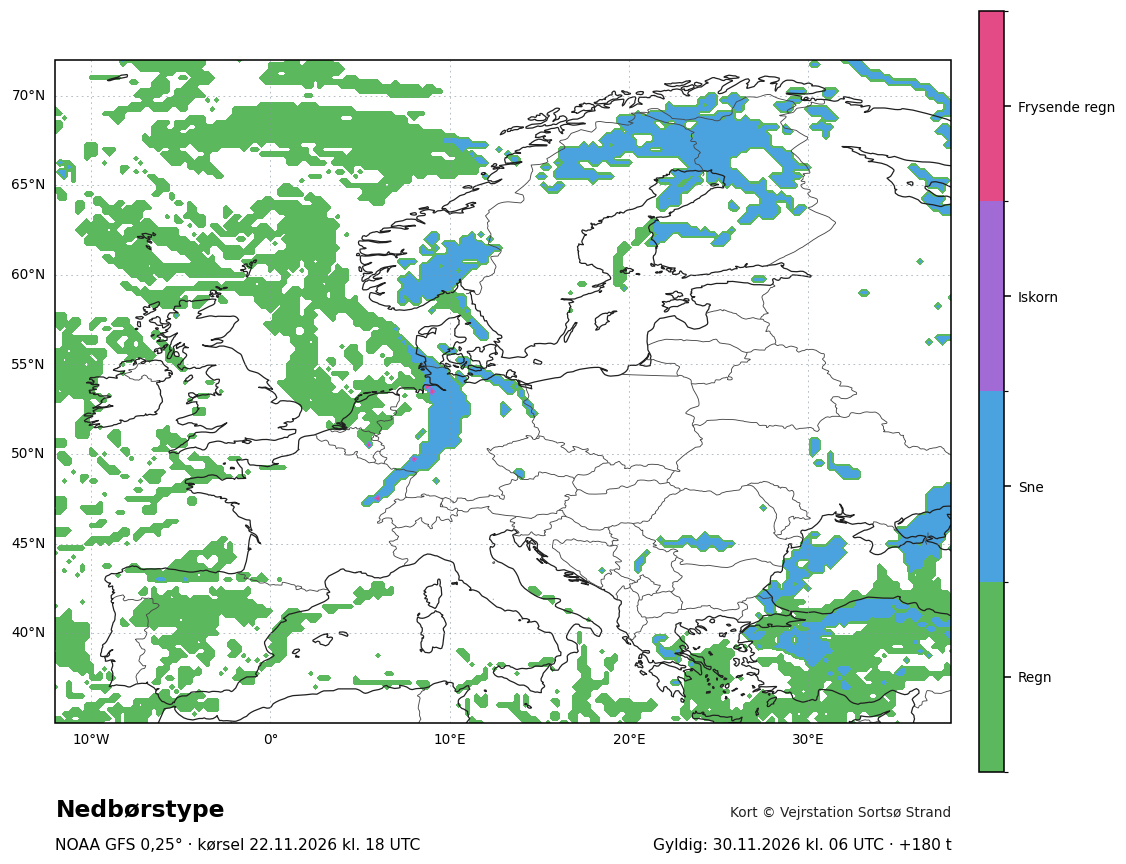 Frysende regn
70°N
65°N
Iskorn
60°N
55°N
Sne
50°N
45°N
40°N
Regn
10°W 0° 10°E 20°E 30°E
Nedbørstype
Kort © Vejrstation Sortsø Strand
NOAA GFS 0,25° · kørsel 22.11.2026 kl. 18 UTC
Gyldig: 30.11.2026 kl. 06 UTC · +180 t